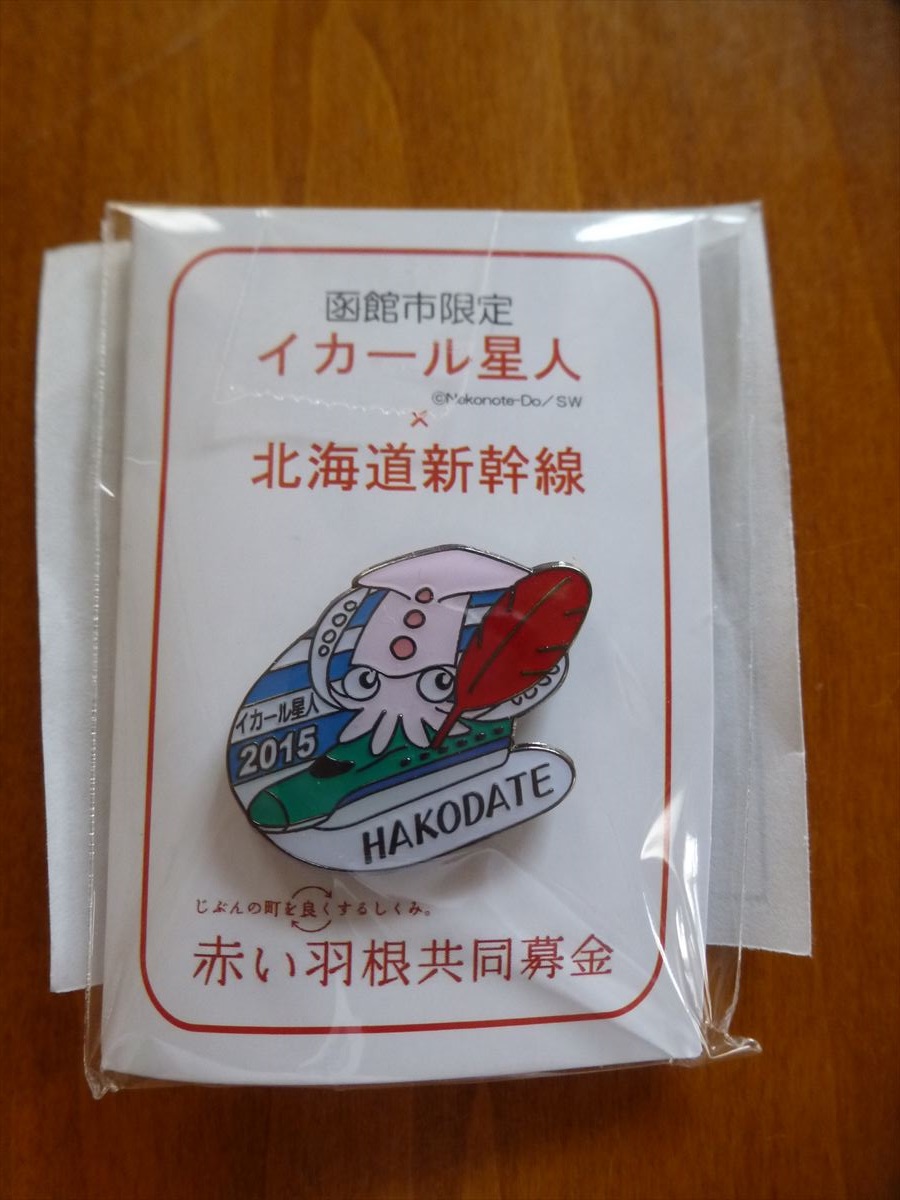 函館市限定
イカール星人
©Nekonote-Do/SW
×
北海道新幹線
イカール星人
2015
HAKODATE
じぶんの町を良くするしくみ。
赤い羽根共同募金